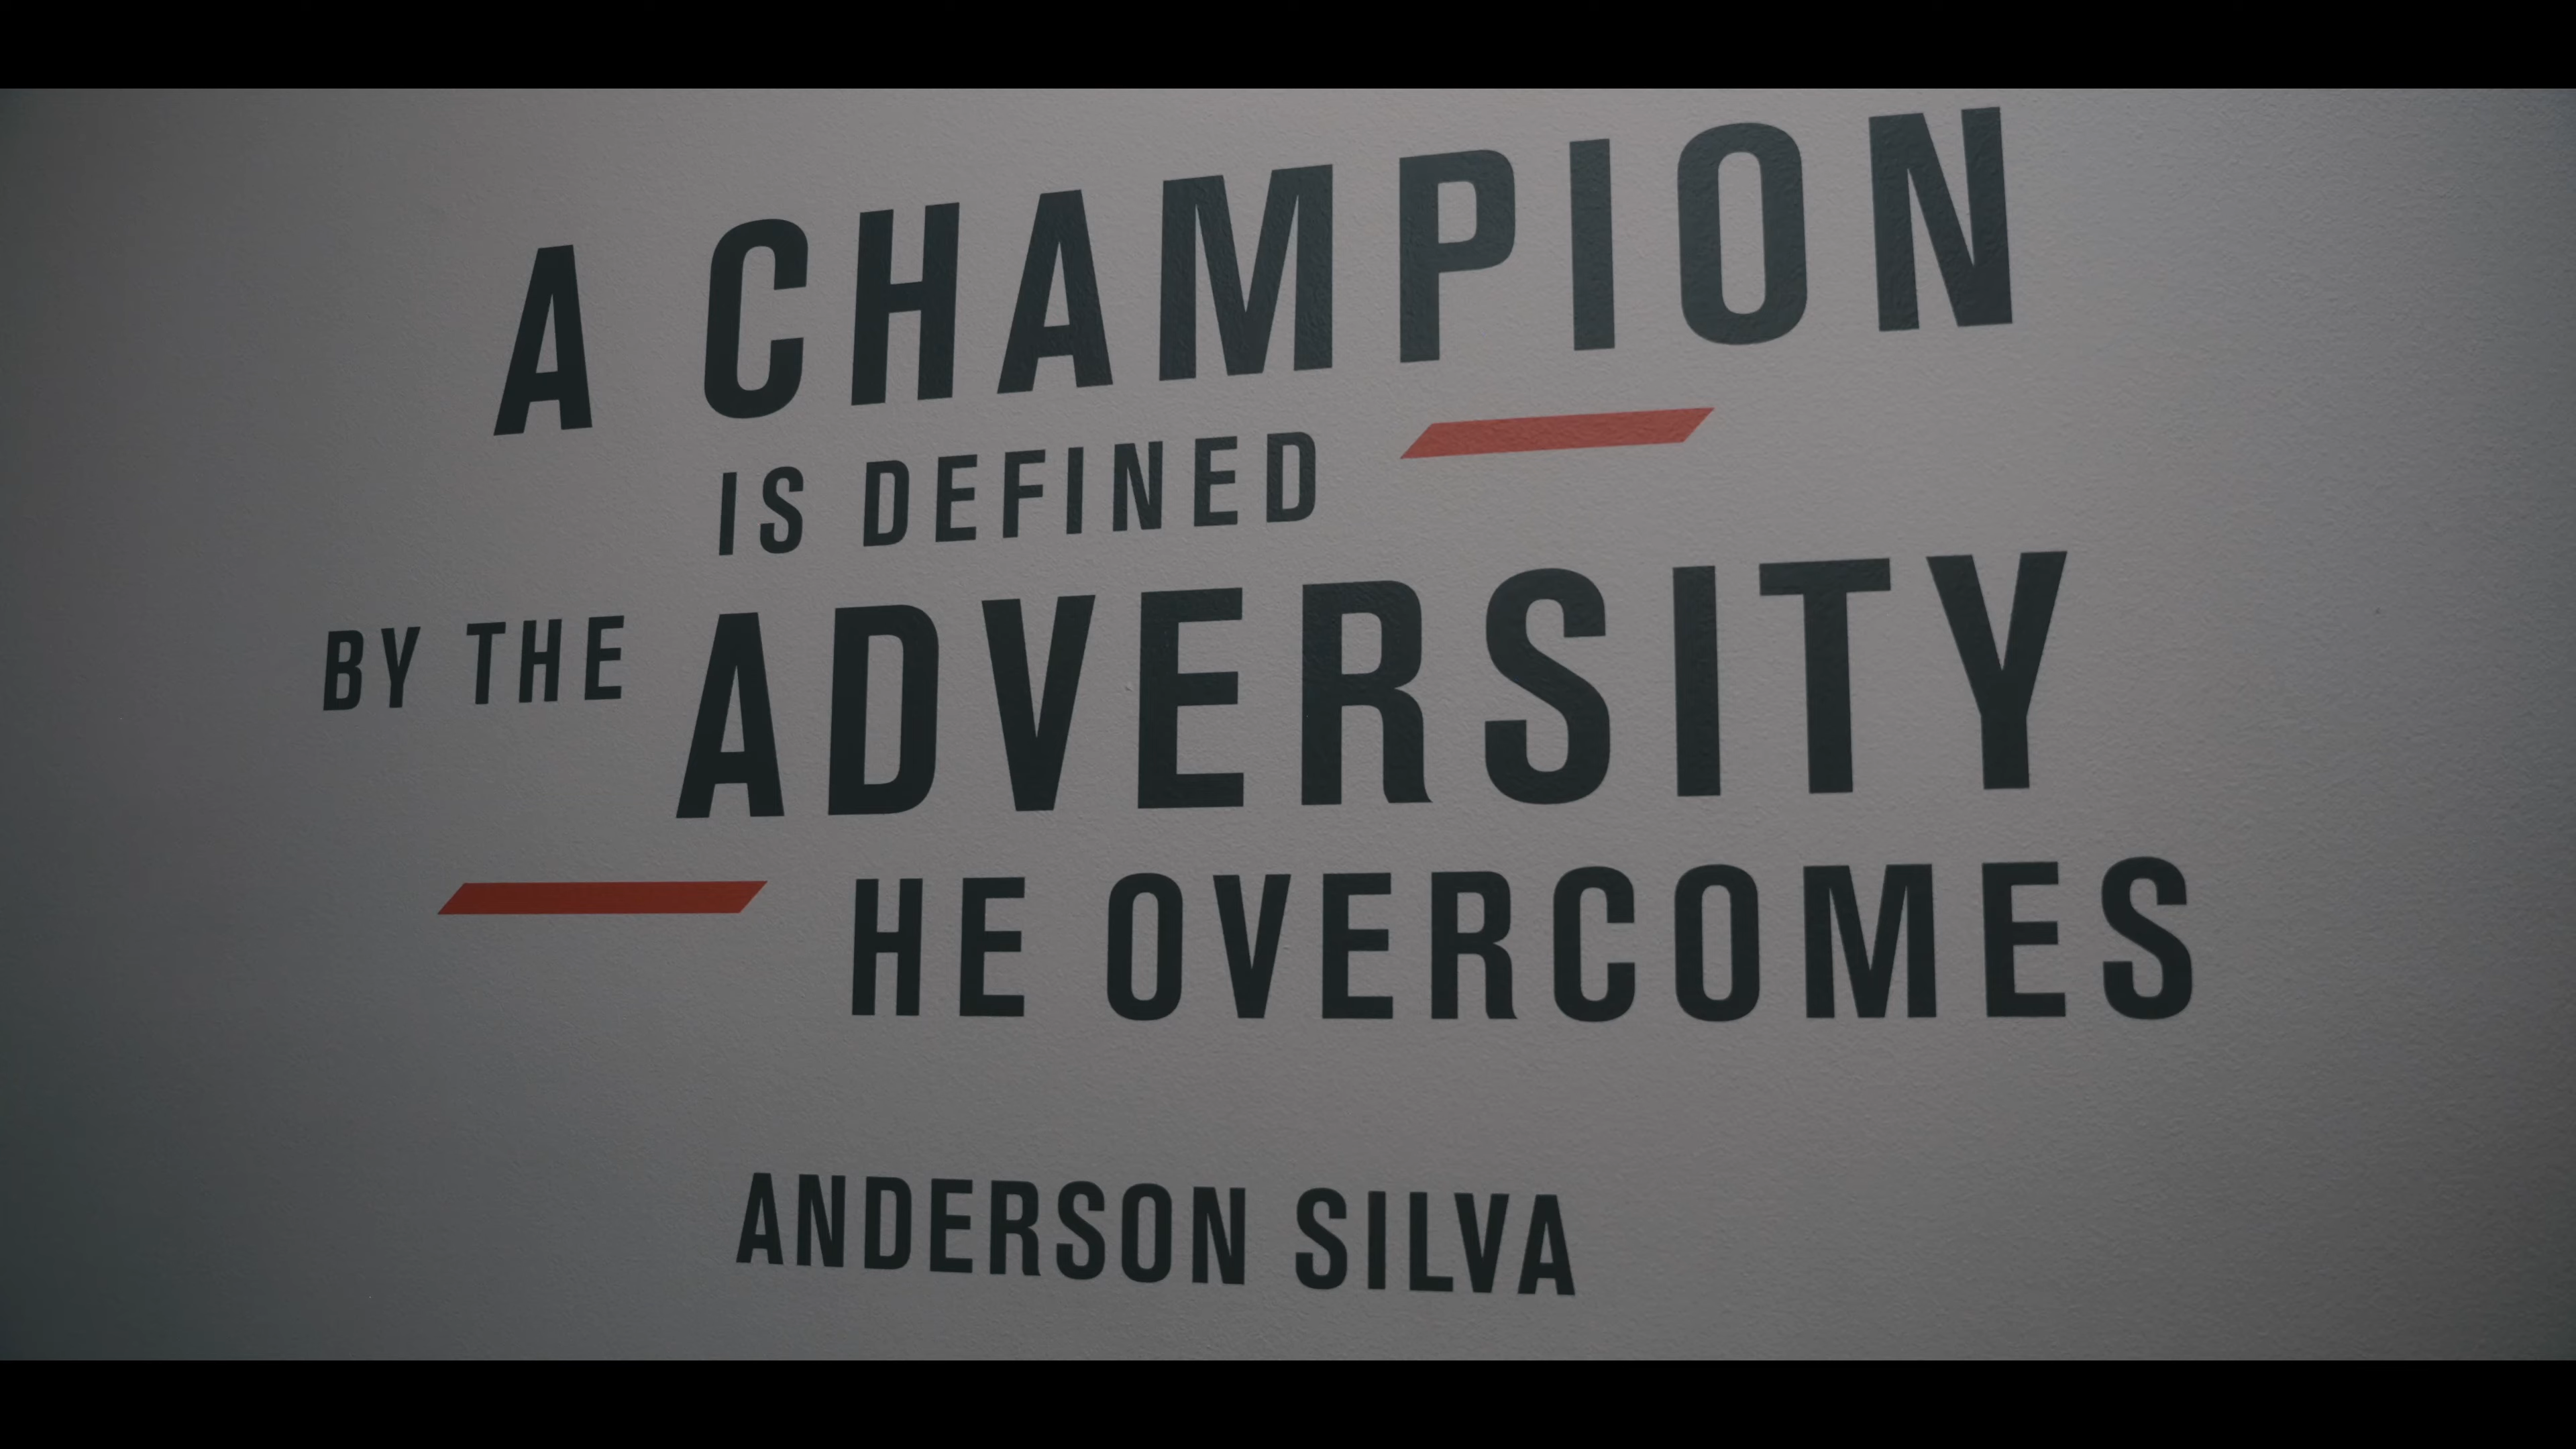 A CHAMPION
IS DEFINED
BY THE ADVERSITY
HE OVERCOMES
ANDERSON SILVA